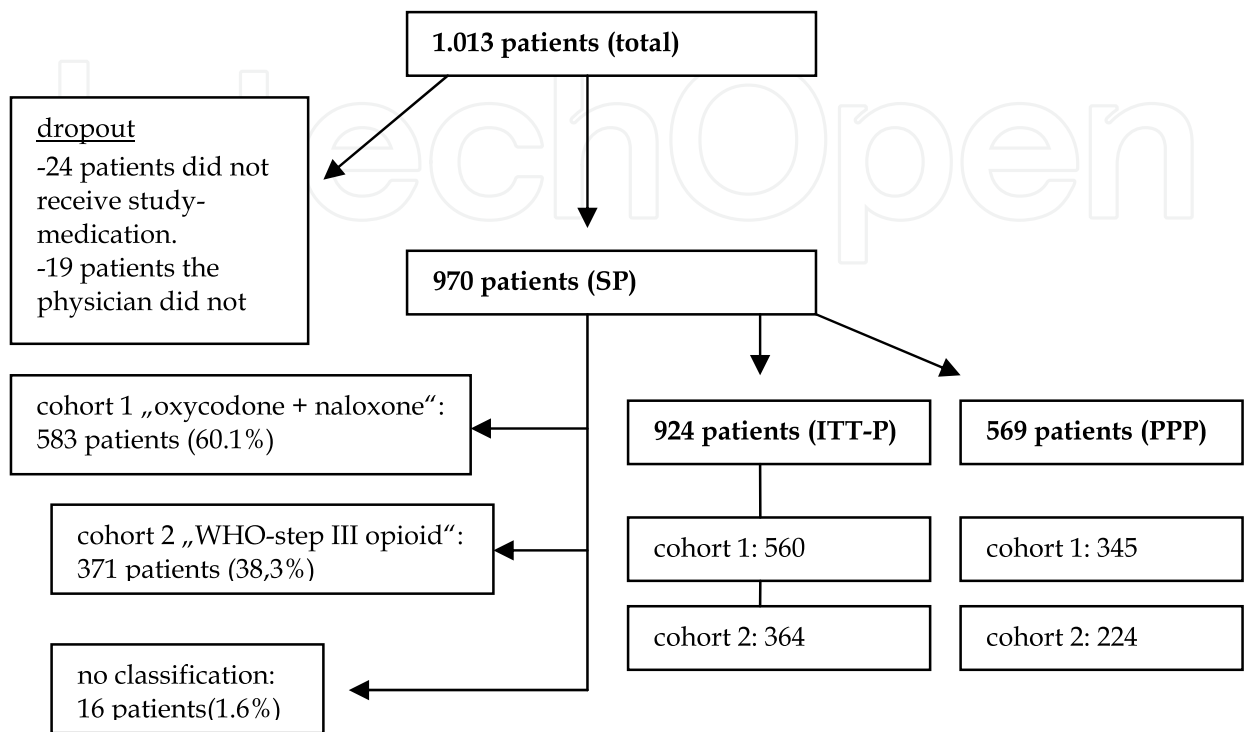 1.013 patients (total)
dropout
-24 patients did not
receive study-
medication.
-19 patients the
physician did not
970 patients (SP)
cohort 1 „oxycodone + naloxone“:
583 patients (60.1%)
cohort 2 „WHO-step III opioid“:
371 patients (38,3%)
no classification:
16 patients(1.6%)
924 patients (ITT-P)
cohort 1: 560
cohort 2: 364
569 patients (PPP)
cohort 1: 345
cohort 2: 224
IntechOpen